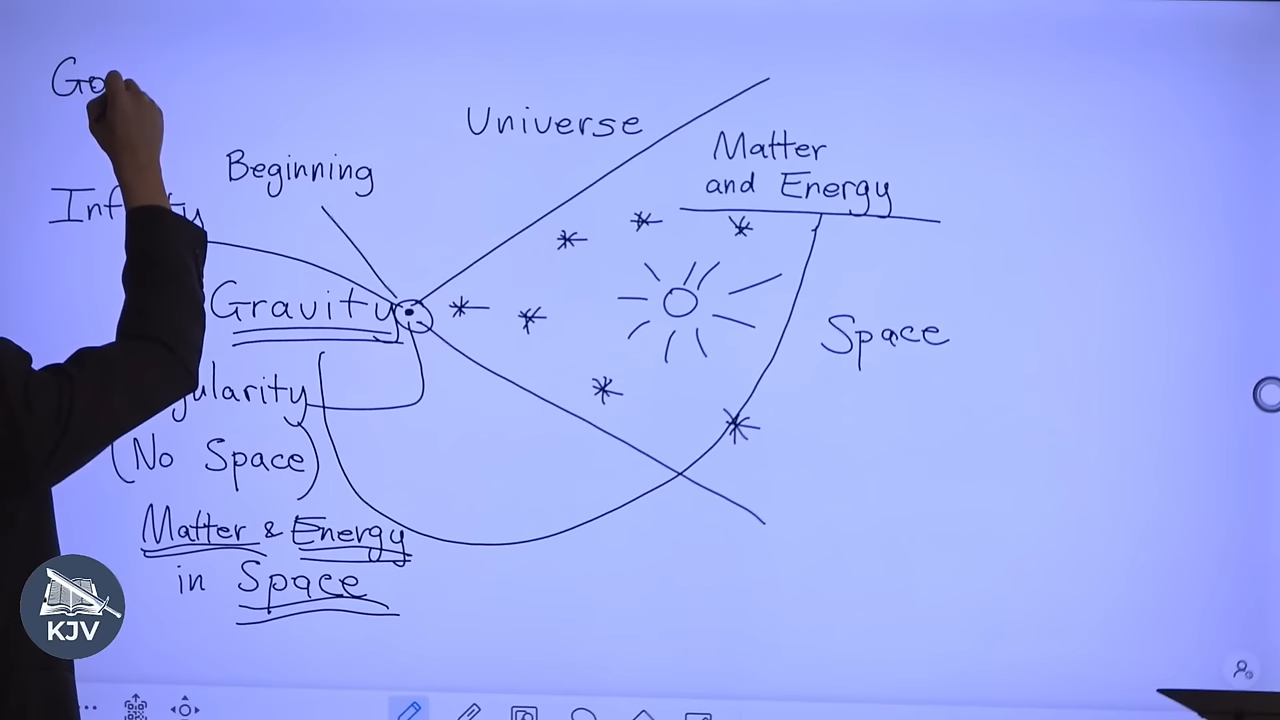 Universe
Matter
and Energy
Beginning
Gravity
Space
(No Space)
Matter & Energy
in Space
KJV